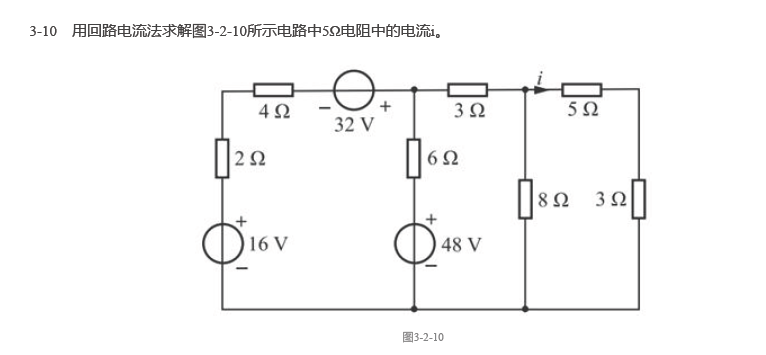 3-10 用回路电流法求解图3-2-10所示电路中5Ω电阻中的电流i。
i
4 Ω
−
+
32 V
3 Ω
5 Ω
2 Ω
6 Ω
8 Ω
3 Ω
+
16 V
−
+
48 V
−
图3-2-10